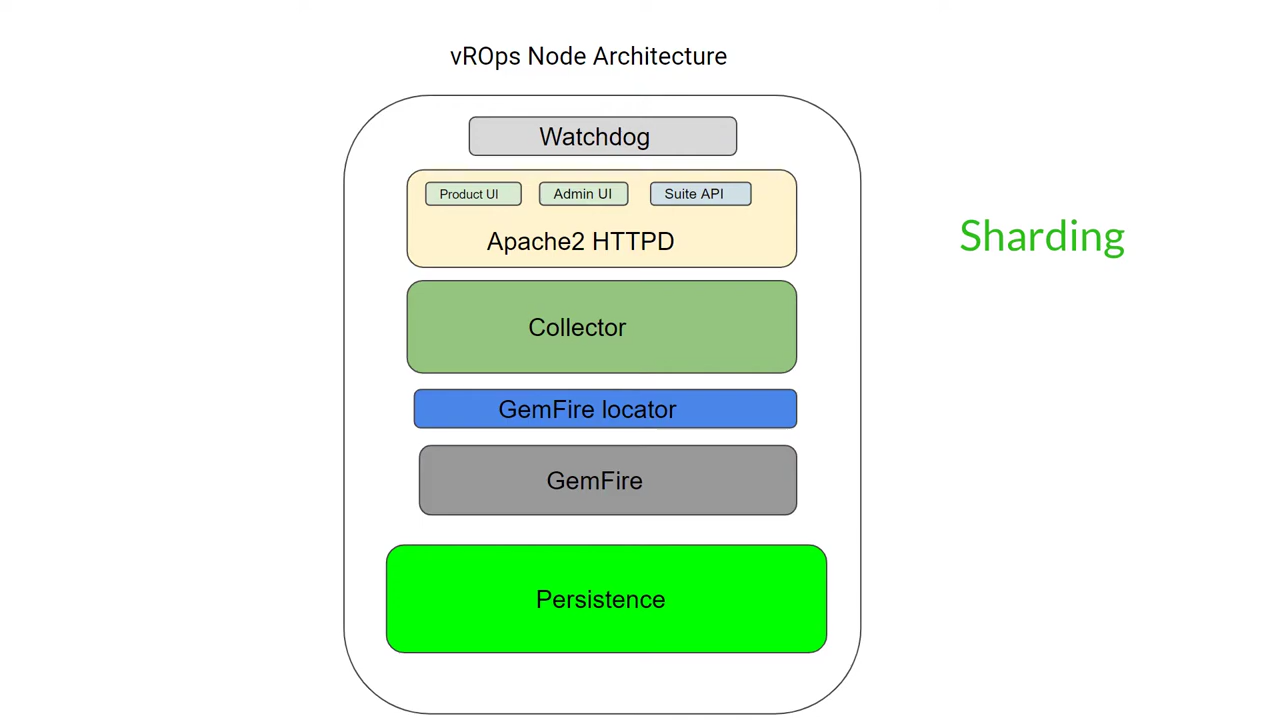 vROps Node Architecture
Watchdog
Product UI
Admin UI
Suite API
Apache2 HTTPD
Sharding
Collector
GemFire locator
GemFire
Persistence